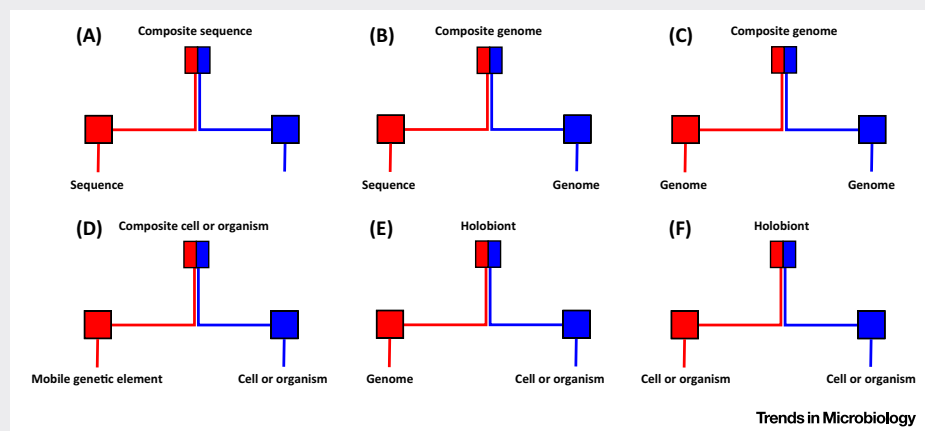 (A)
Composite sequence
Sequence
(B)
Composite genome
Sequence
Genome
(C)
Composite genome
Genome
Genome
(D)
Composite cell or organism
Mobile genetic element
Cell or organism
(E)
Holobiont
Genome
Cell or organism
(F)
Holobiont
Cell or organism
Cell or organism
Trends in Microbiology